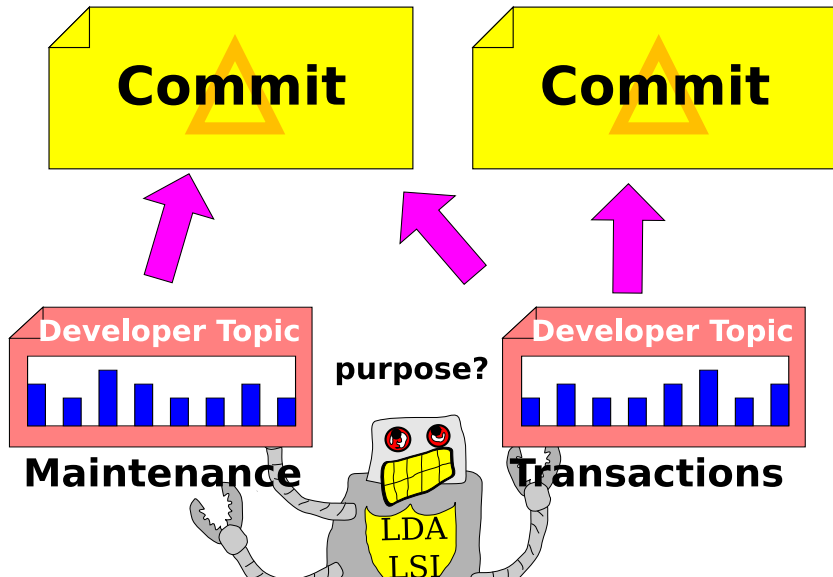 Commit
Commit
Developer Topic
Developer Topic
purpose?
Maintenance
Transactions
LDA
LSI